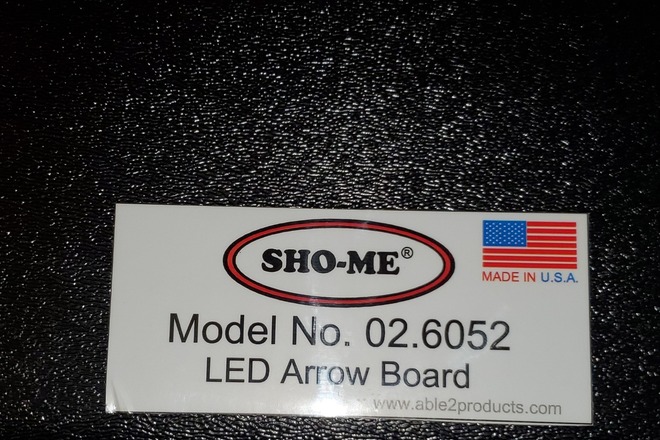 SHO-ME®
MADE IN U.S.A.
Model No. 02.6052
LED Arrow Board
www.able2products.com